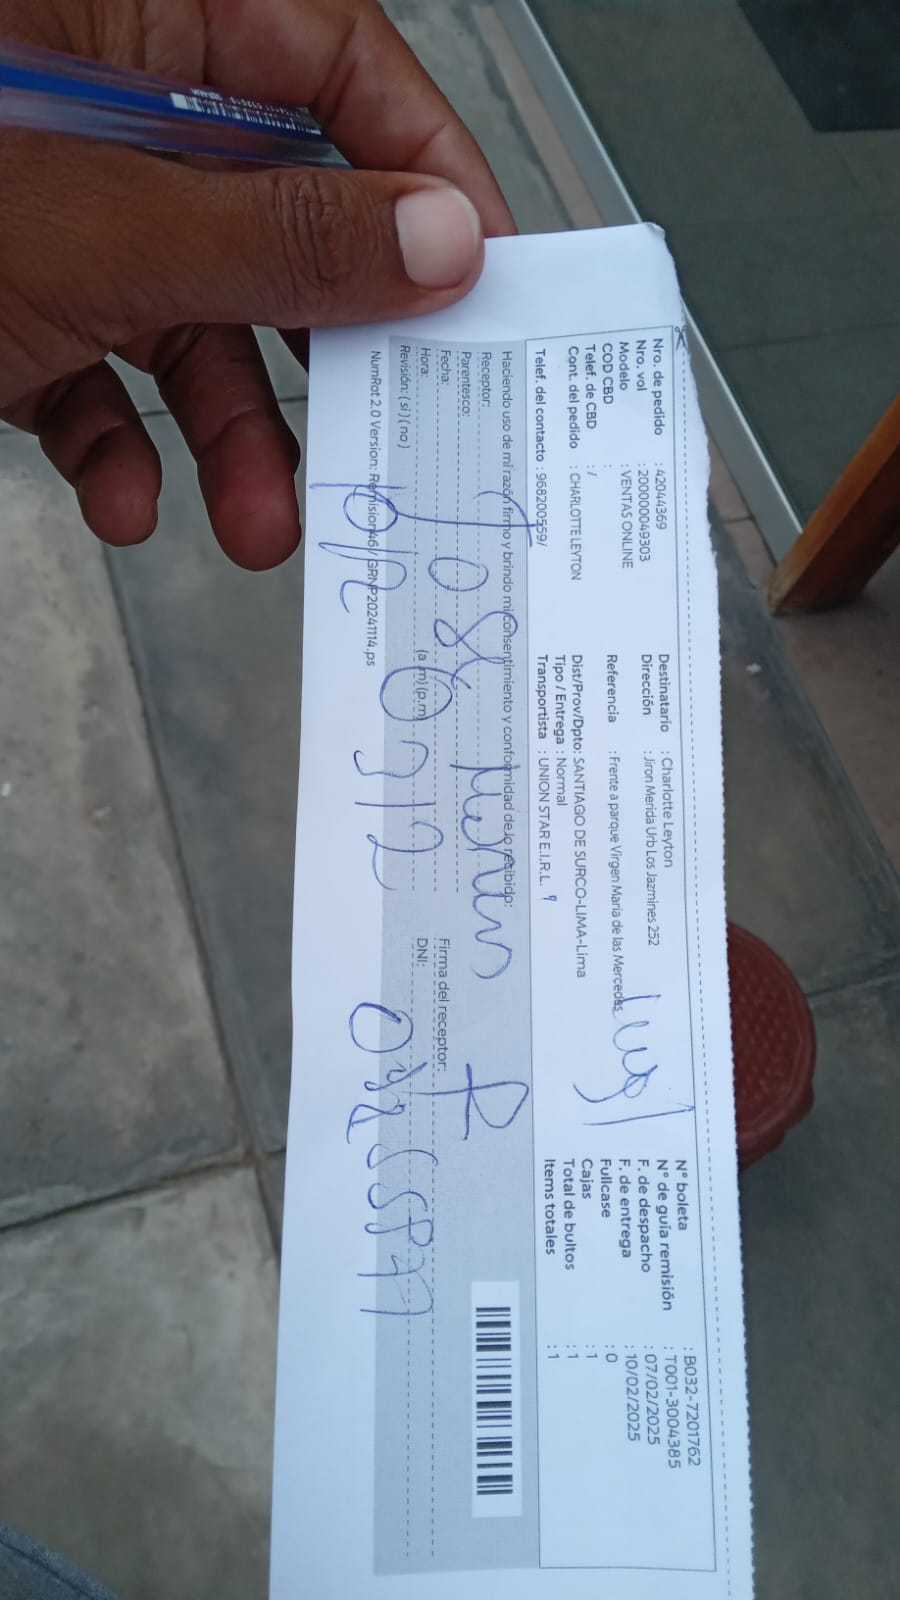 Nro. de pedido : 42044369
Nro. vol : 200000049303
Modelo : VENTAS ONLINE
COD CBD :
Telef. de CBD : /
Cont. del pedido : CHARLOTTE LEYTON
Telef. del contacto : 968200559/
Destinatario : Charlotte Leyton
Dirección : Jiron Merida Urb Los Jazmines 252
Referencia : Frente a parque Virgen Maria de las Mercedes
Dist/Prov/Dpto: SANTIAGO DE SURCO-LIMA-Lima
Tipo / Entrega : Normal
Transportista : UNION STAR E.I.R.L.
N° boleta : B032-7201762
N° de guía remisión : T001-3004385
F. de despacho : 07/02/2025
F. de entrega : 10/02/2025
Fullcase : 0
Cajas : 1
Total de bultos : 1
Items totales : 1
Haciendo uso de mi razón firmo y brindo mi consentimiento y conformidad de lo recibido:
Receptor:
Parentesco:
Fecha:
Hora: (a.m)(p.m)
Revisión: (si) (no)
Firma del receptor:
DNI:
NumRot 2.0 Version: Remision46 / GRNP20241114.ps